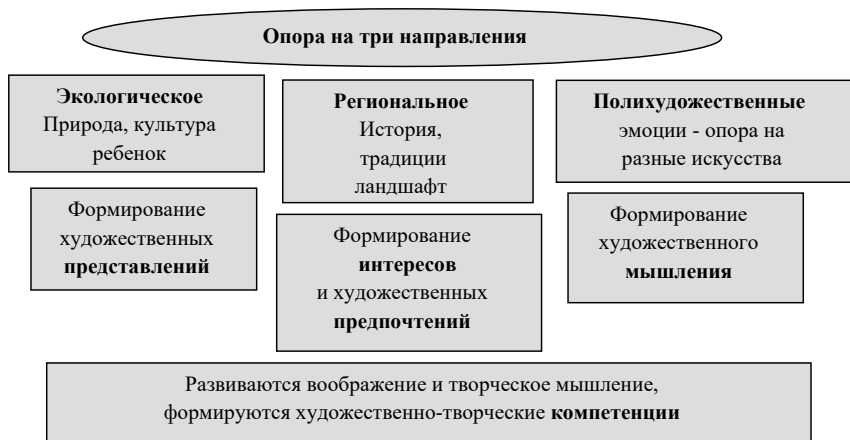 Опора на три направления
Экологическое
Природа, культура
ребенок
Региональное
История,
традиции
ландшафт
Полихудожественные
эмоции - опора на
разные искусства
Формирование
художественных
представлений
Формирование
интересов
и художественных
предпочтений
Формирование
художественного
мышления
Развиваются воображение и творческое мышление,
формируются художественно-творческие компетенции